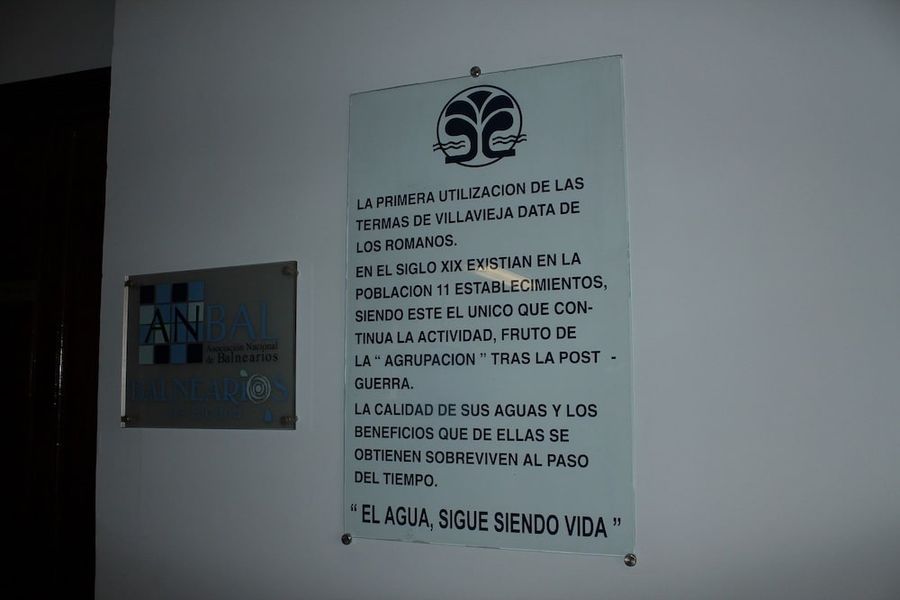 ANBAL
Asociación Nacional
de Balnearios
BALNEARIOS
LA PRIMERA UTILIZACION DE LAS
TERMAS DE VILLAVIEJA DATA DE
LOS ROMANOS.
EN EL SIGLO XIX EXISTIAN EN LA
POBLACION 11 ESTABLECIMIENTOS,
SIENDO ESTE EL UNICO QUE CON-
TINUA LA ACTIVIDAD, FRUTO DE
LA “ AGRUPACION ” TRAS LA POST -
GUERRA.
LA CALIDAD DE SUS AGUAS Y LOS
BENEFICIOS QUE DE ELLAS SE
OBTIENEN SOBREVIVEN AL PASO
DEL TIEMPO.
“ EL AGUA, SIGUE SIENDO VIDA ”